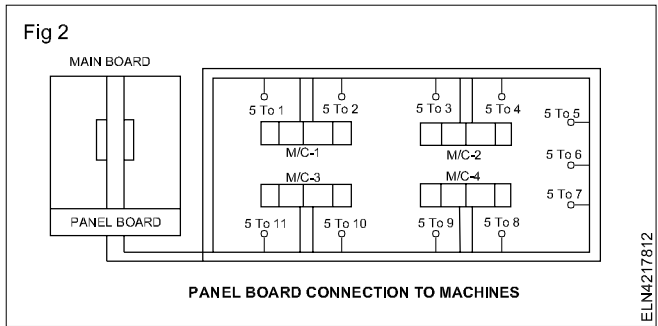 Fig 2
MAIN BOARD
5 To 1
5 To 2
5 To 3
5 To 4
5 To 5
M/C-1
M/C-2
5 To 6
M/C-3
M/C-4
5 To 7
PANEL BOARD
5 To 11
5 To 10
5 To 9
5 To 8
PANEL BOARD CONNECTION TO MACHINES
ELN4217812